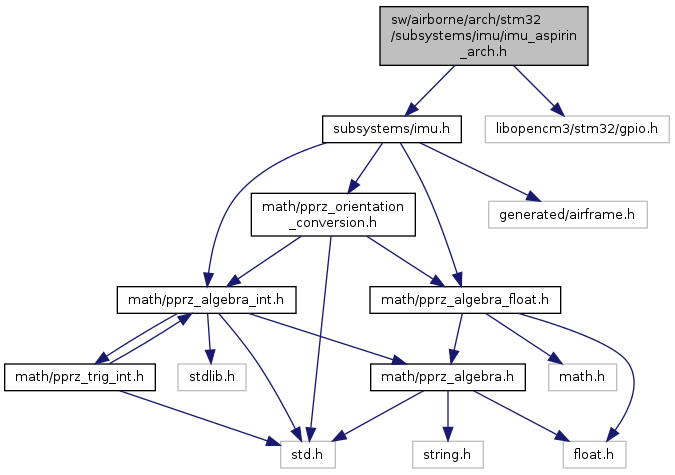 sw/airborne/arch/stm32
/subsystems/imu/imu_aspirin
_arch.h
subsystems/imu.h
libopencm3/stm32/gpio.h
math/pprz_orientation
_conversion.h
generated/airframe.h
math/pprz_algebra_int.h
math/pprz_algebra_float.h
math/pprz_trig_int.h
stdlib.h
math/pprz_algebra.h
math.h
std.h
string.h
float.h